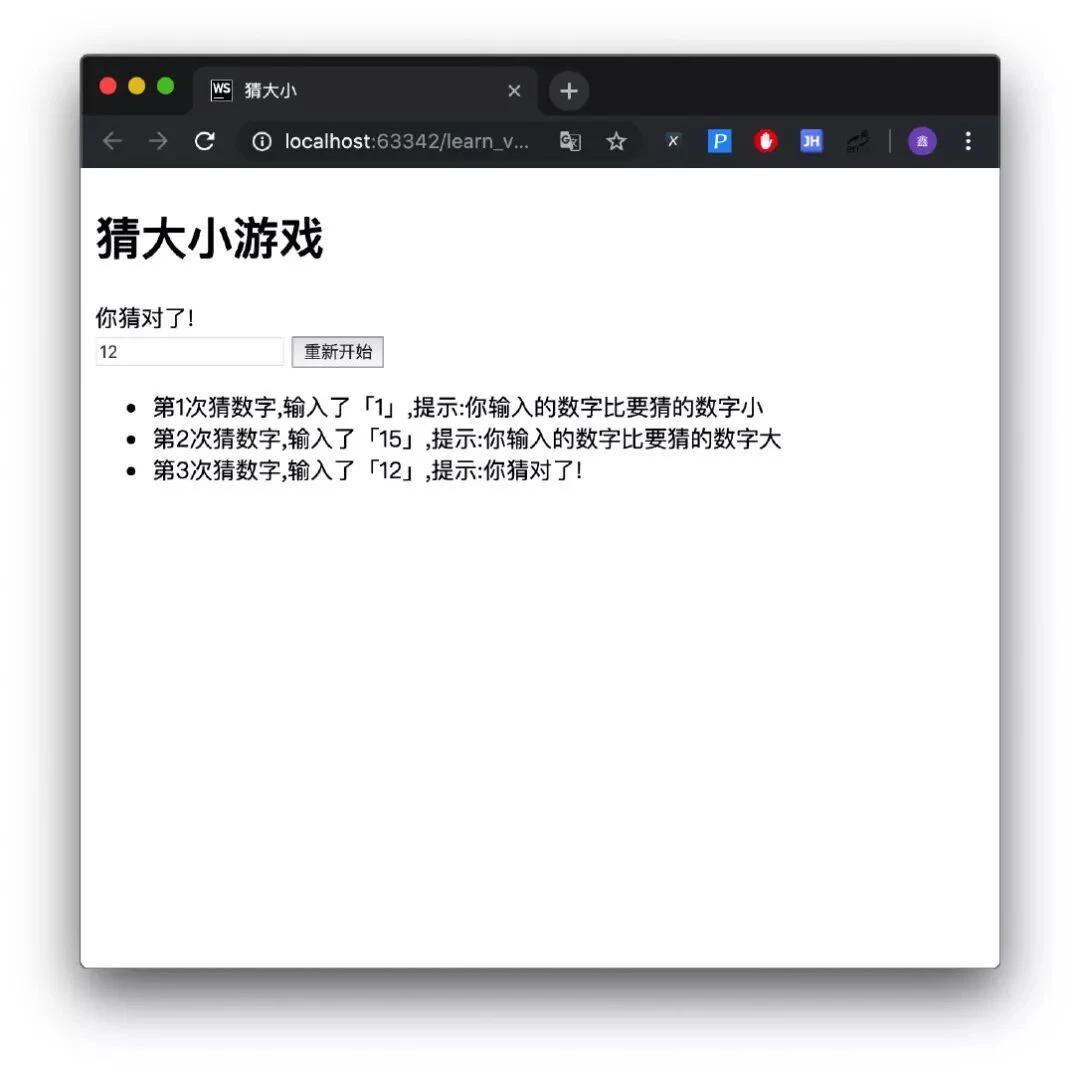 WS 猜大小
localhost:63342/learn_v...
P JH 鑫
猜大小游戏
你猜对了!
12 重新开始
第1次猜数字,输入了「1」,提示:你输入的数字比要猜的数字小
第2次猜数字,输入了「15」,提示:你输入的数字比要猜的数字大
第3次猜数字,输入了「12」,提示:你猜对了!